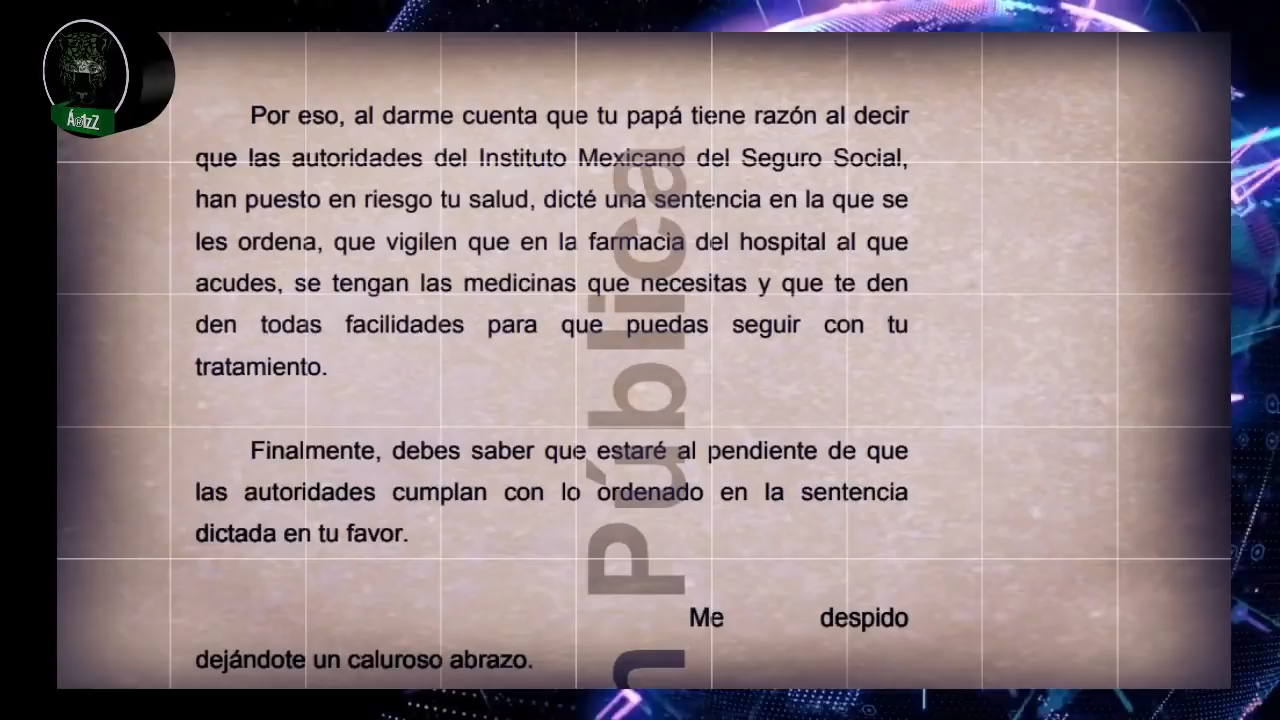 Á@1zZ
Por eso, al darme cuenta que tu papá tiene razón al decir
que las autoridades del Instituto Mexicano del Seguro Social,
han puesto en riesgo tu salud, dicté una sentencia en la que se
les ordena, que vigilen que en la farmacia del hospital al que
acudes, se tengan las medicinas que necesitas y que te den
den todas facilidades para que puedas seguir con tu
tratamiento.
Finalmente, debes saber que estaré al pendiente de que
las autoridades cumplan con lo ordenado en la sentencia
dictada en tu favor.
Me despido
dejándote un caluroso abrazo.
n Pública